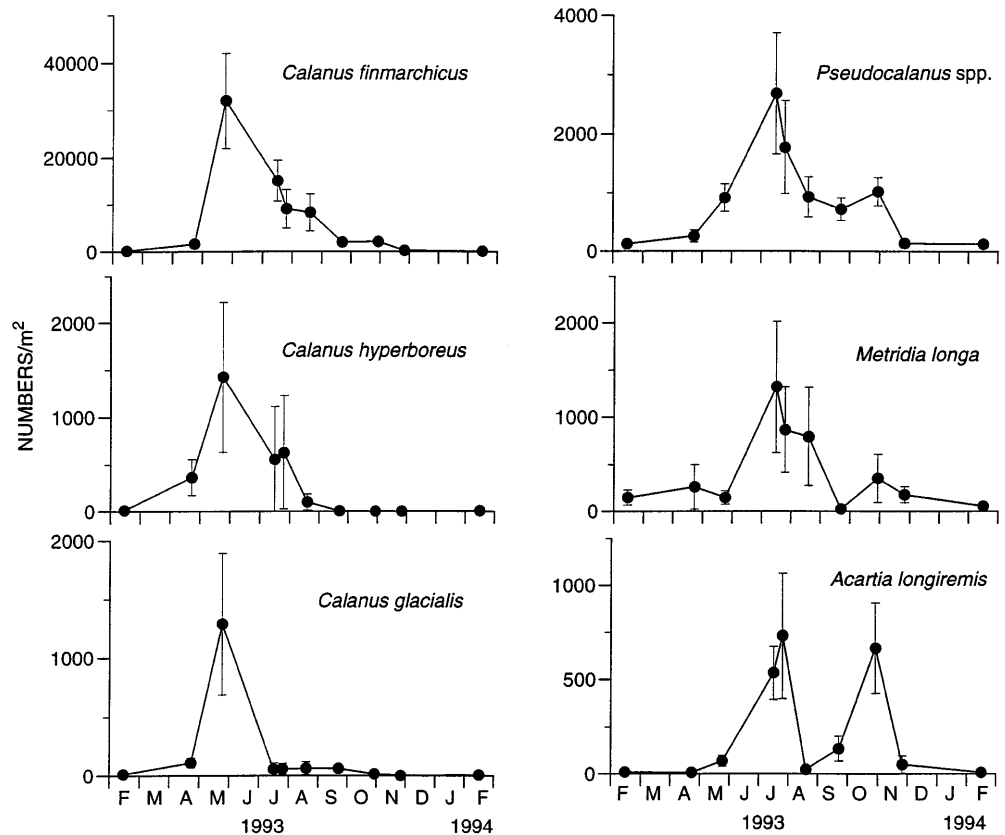 Calanus finmarchicus
40000
20000
0
Pseudocalanus spp.
4000
2000
0
NUMBERS/m²
Calanus hyperboreus
2000
1000
0
Metridia longa
2000
1000
0
Calanus glacialis
2000
1000
0
F M A M J J A S O N D J F
1993 1994
Acartia longiremis
1000
500
0
F M A M J J A S O N D J F
1993 1994